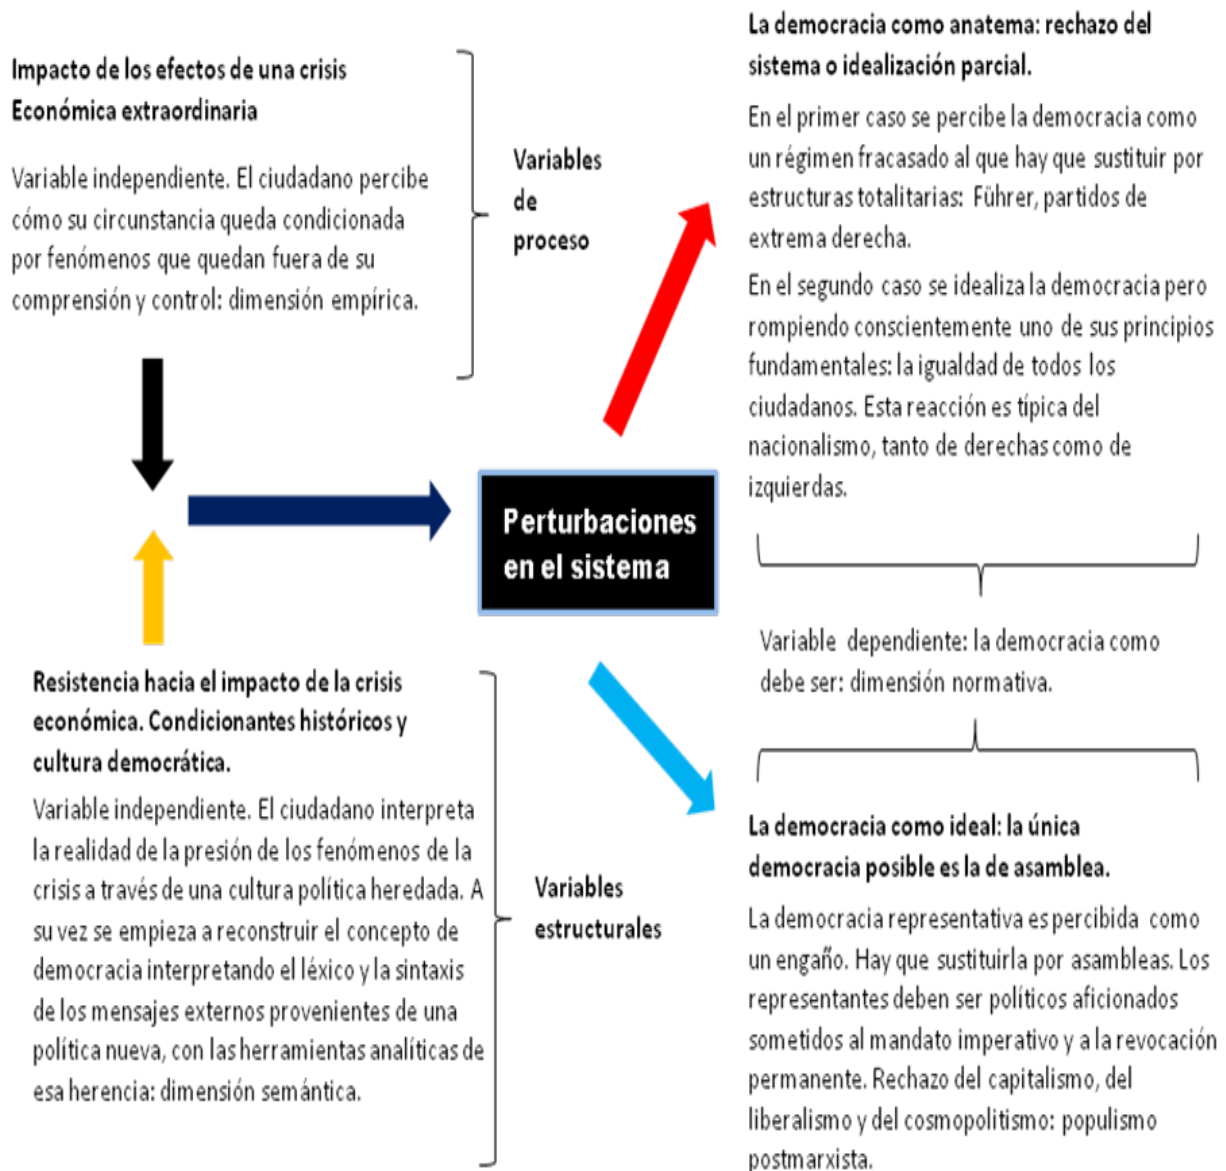 Impacto de los efectos de una crisis
Económica extraordinaria
Variable independiente. El ciudadano percibe
cómo su circunstancia queda condicionada
por fenómenos que quedan fuera de su
comprensión y control: dimensión empírica.
Variables
de
proceso
La democracia como anatema: rechazo del
sistema o idealización parcial.
En el primer caso se percibe la democracia como
un régimen fracasado al que hay que sustituir por
estructuras totalitarias: Führer, partidos de
extrema derecha.
En el segundo caso se idealiza la democracia pero
rompiendo conscientemente uno de sus principios
fundamentales: la igualdad de todos los
ciudadanos. Esta reacción es típica del
nacionalismo, tanto de derechas como de
izquierdas.
Perturbaciones
en el sistema
Variable dependiente: la democracia como
debe ser: dimensión normativa.
Resistencia hacia el impacto de la crisis
económica. Condicionantes históricos y
cultura democrática.
Variable independiente. El ciudadano interpreta
la realidad de la presión de los fenómenos de la
crisis a través de una cultura política heredada. A
su vez se empieza a reconstruir el concepto de
democracia interpretando el léxico y la sintaxis
de los mensajes externos provenientes de una
política nueva, con las herramientas analíticas de
esa herencia: dimensión semántica.
Variables
estructurales
La democracia como ideal: la única
democracia posible es la de asamblea.
La democracia representativa es percibida como
un engaño. Hay que sustituirla por asambleas. Los
representantes deben ser políticos aficionados
sometidos al mandato imperativo y a la revocación
permanente. Rechazo del capitalismo, del
liberalismo y del cosmopolitismo: populismo
postmarxista.